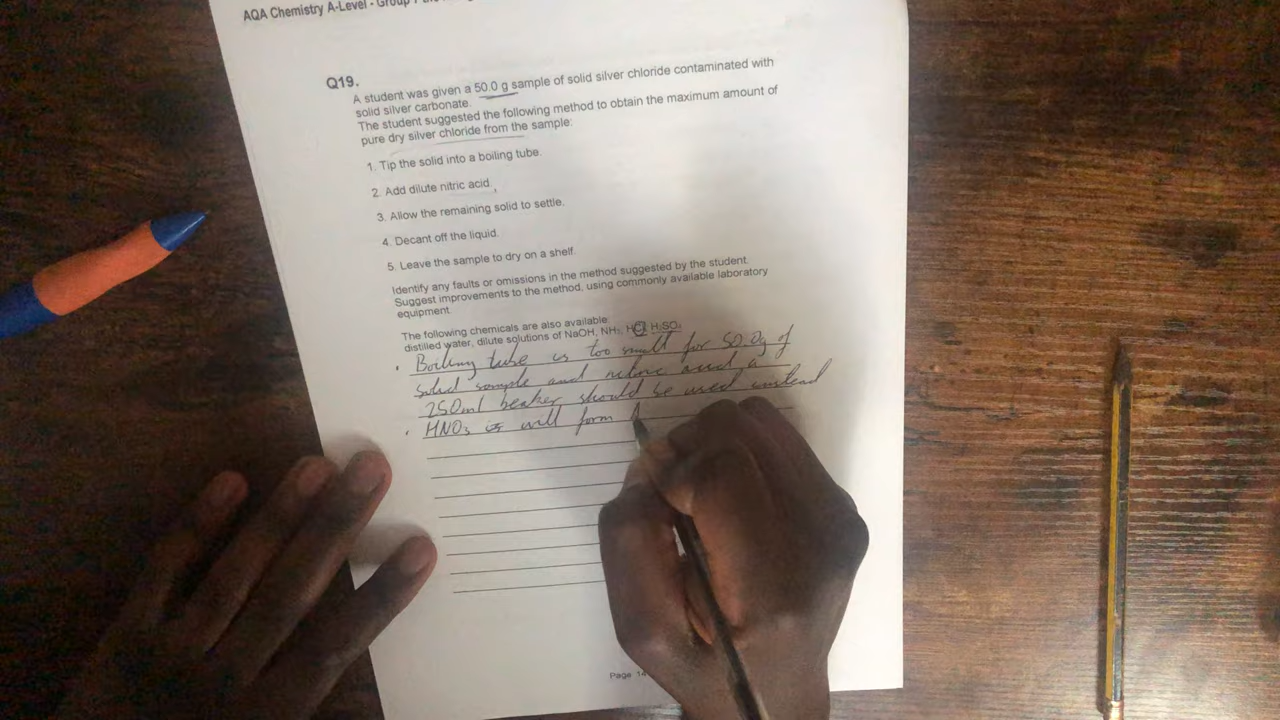 AQA Chemistry A-Level - Group
Q19.
A student was given a 50.0 g sample of solid silver chloride contaminated with
solid silver carbonate.
The student suggested the following method to obtain the maximum amount of
pure dry silver chloride from the sample:
1. Tip the solid into a boiling tube.
2. Add dilute nitric acid.
3. Allow the remaining solid to settle.
4. Decant off the liquid.
5. Leave the sample to dry on a shelf.
Identify any faults or omissions in the method suggested by the student.
Suggest improvements to the method, using commonly available laboratory
equipment.
The following chemicals are also available:
distilled water, dilute solutions of NaOH, NH₃, HCl, H₂SO₄
• Boiling tube is too small for 50.0g of
solid sample and nitric acid, a
250ml beaker should be used instead
• HNO₃ is will form
Page 14